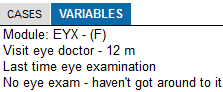 CASES VARIABLES
Module: EYX - (F)
Visit eye doctor - 12 m
Last time eye examination
No eye exam - haven't got around to it